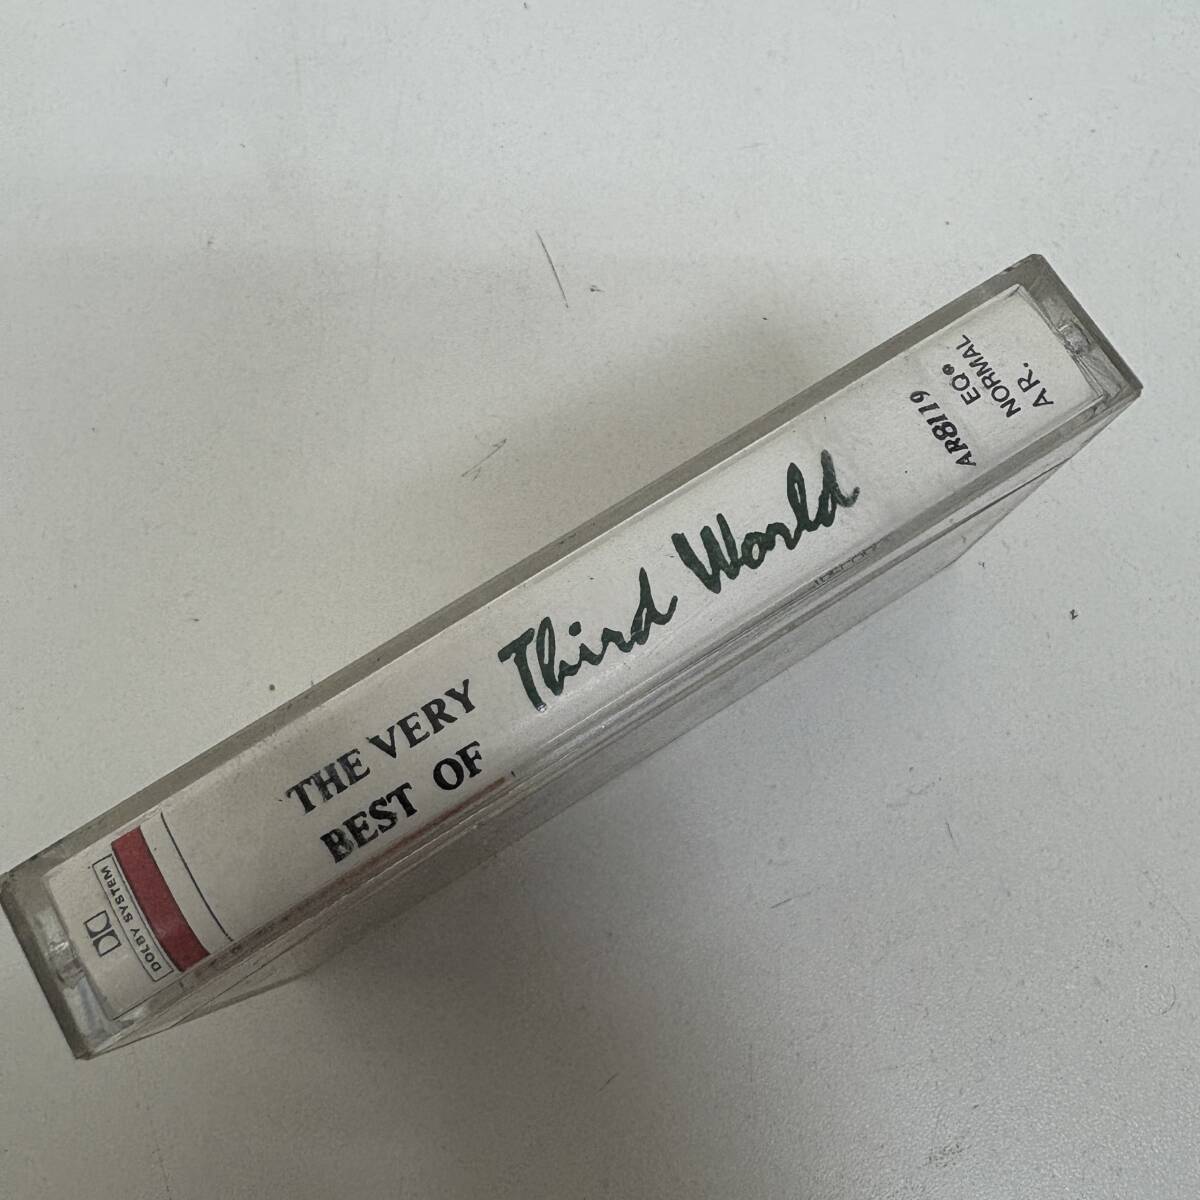 DOLBY SYSTEM
THE VERY
BEST OF
Third World
AR8119
EQ•
NORMAL
AR.